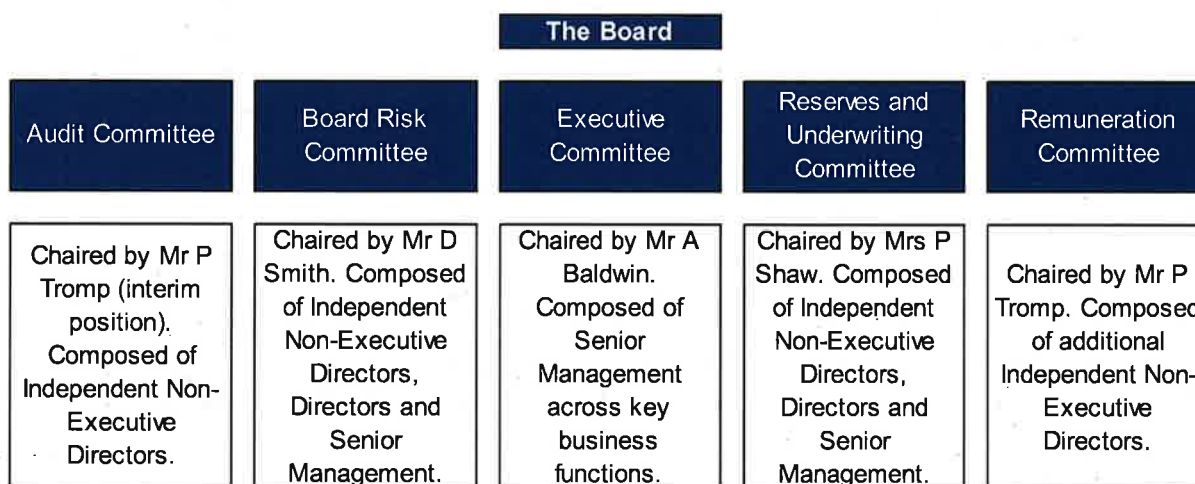 The Board
Audit Committee
Board Risk
Committee
Executive
Committee
Reserves and
Underwriting
Committee
Remuneration
Committee
Chaired by Mr P
Tromp (interim
position).
Composed of
Independent Non-
Executive
Directors.
Chaired by Mr D
Smith. Composed
of Independent
Non-Executive
Directors,
Directors and
Senior
Management.
Chaired by Mr A
Baldwin.
Composed of
Senior
Management
across key
business
functions.
Chaired by Mrs P
Shaw. Composed
of Independent
Non-Executive
Directors,
Directors and
Senior
Management.
Chaired by Mr P
Tromp. Composed
of additional
Independent Non-
Executive
Directors.